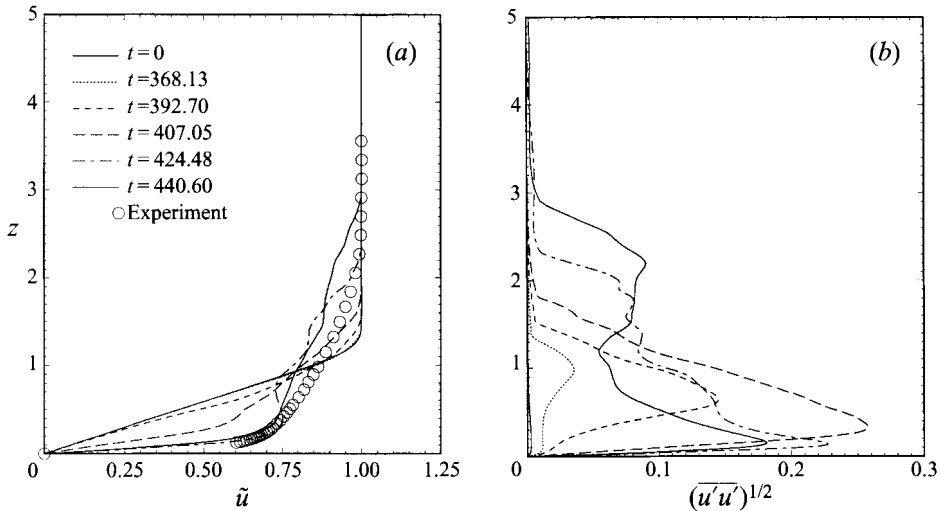 5
(a)
t = 0
t=368.13
4
t=392.70
t=407.05
t=424.48
t=440.60
3
Experiment
z
2
1
0
0.25
0.50
0.75
1.00
1.25
ũ
5
(b)
4
3
2
1
0
0.1
0.2
0.3
(u′u′)1/2